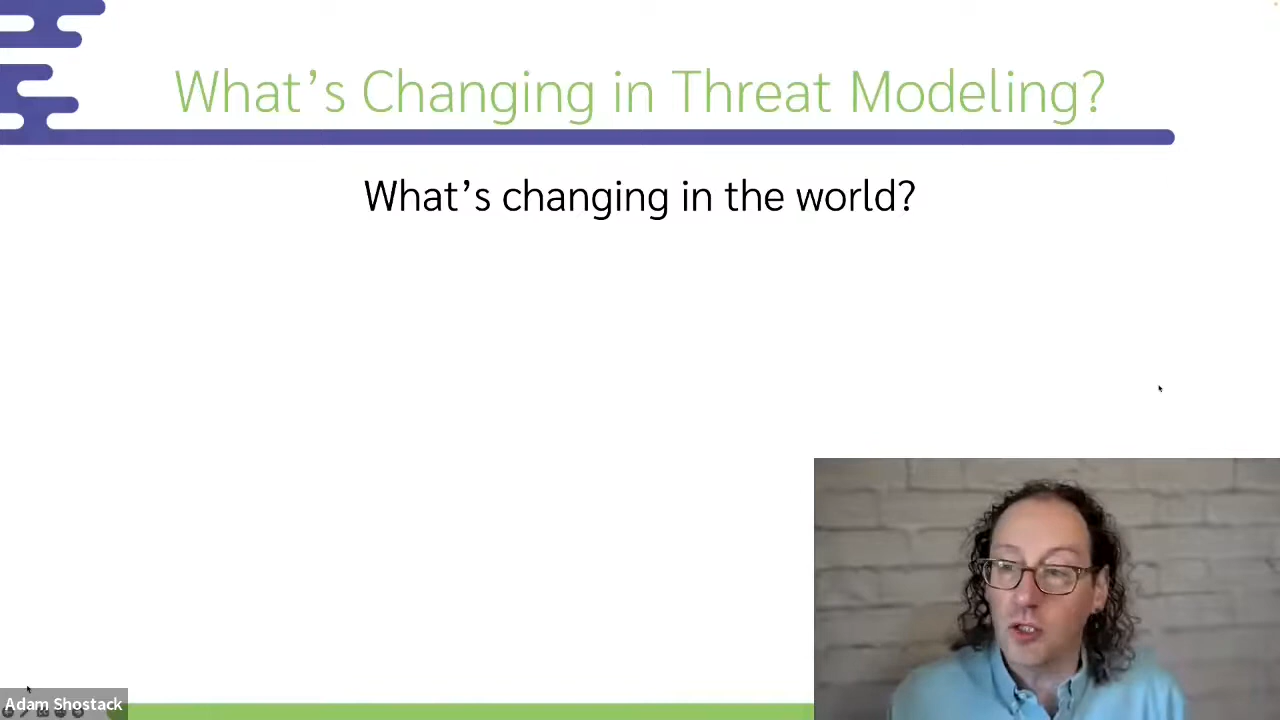 What's Changing in Threat Modeling?
What's changing in the world?
Adam Shostack